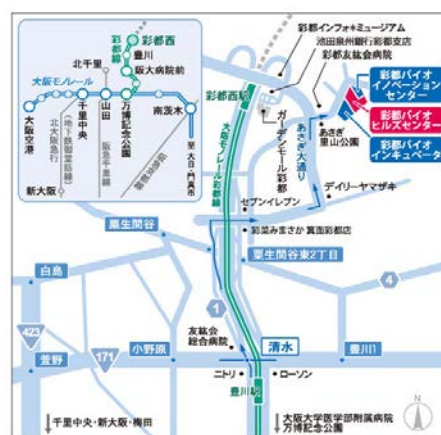 彩都西
彩都線
豊川
阪大病院前
北千里
大阪モノレール
千里中央
山田
万博記念公園
南茨木
大阪空港
(地下鉄御堂筋線)
北大阪急行
阪急千里線
新大阪
至 大日・門真市
彩都インフォ*ミュージアム
池田泉州銀行彩都支店
彩都友紘会病院
彩都西駅
ガーデンモール彩都
あさぎ大通り
あさぎ
里山公園
彩都バイオ
イノベーション
センター
彩都バイオ
ヒルズセンター
彩都バイオ
インキュベータ
大阪モノレール彩都線
セブンイレブン
デイリーヤマザキ
彩菜みまさか 箕面彩都店
粟生間谷
粟生間谷東2丁目
白島
4
1
423
171
萱野
小野原
友紘会
総合病院
清水
豊川1
ニトリ
ローソン
豊川駅
千里中央・新大阪・梅田
大阪大学医学部附属病院
万博記念公園
N